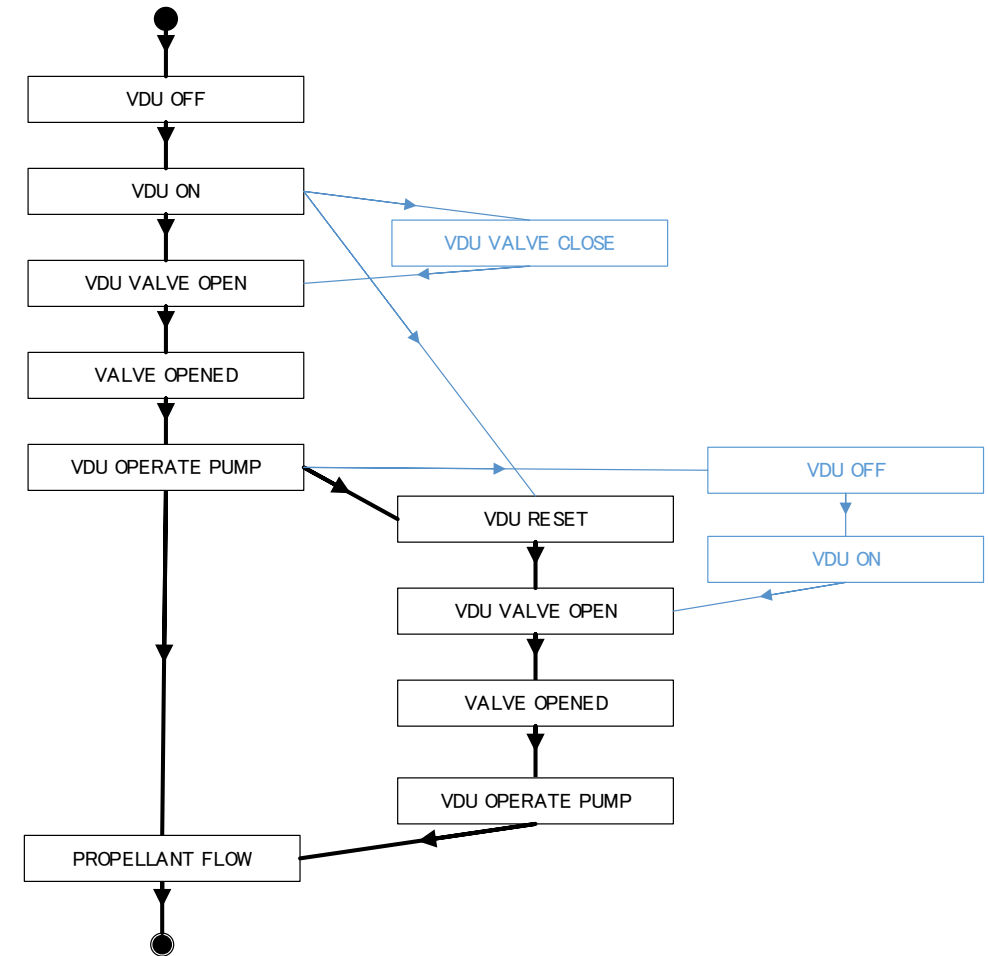 VDU OFF
VDU ON
VDU VALVE CLOSE
VDU VALVE OPEN
VALVE OPENED
VDU OPERATE PUMP
VDU OFF
VDU RESET
VDU ON
VDU VALVE OPEN
VALVE OPENED
VDU OPERATE PUMP
PROPELLANT FLOW